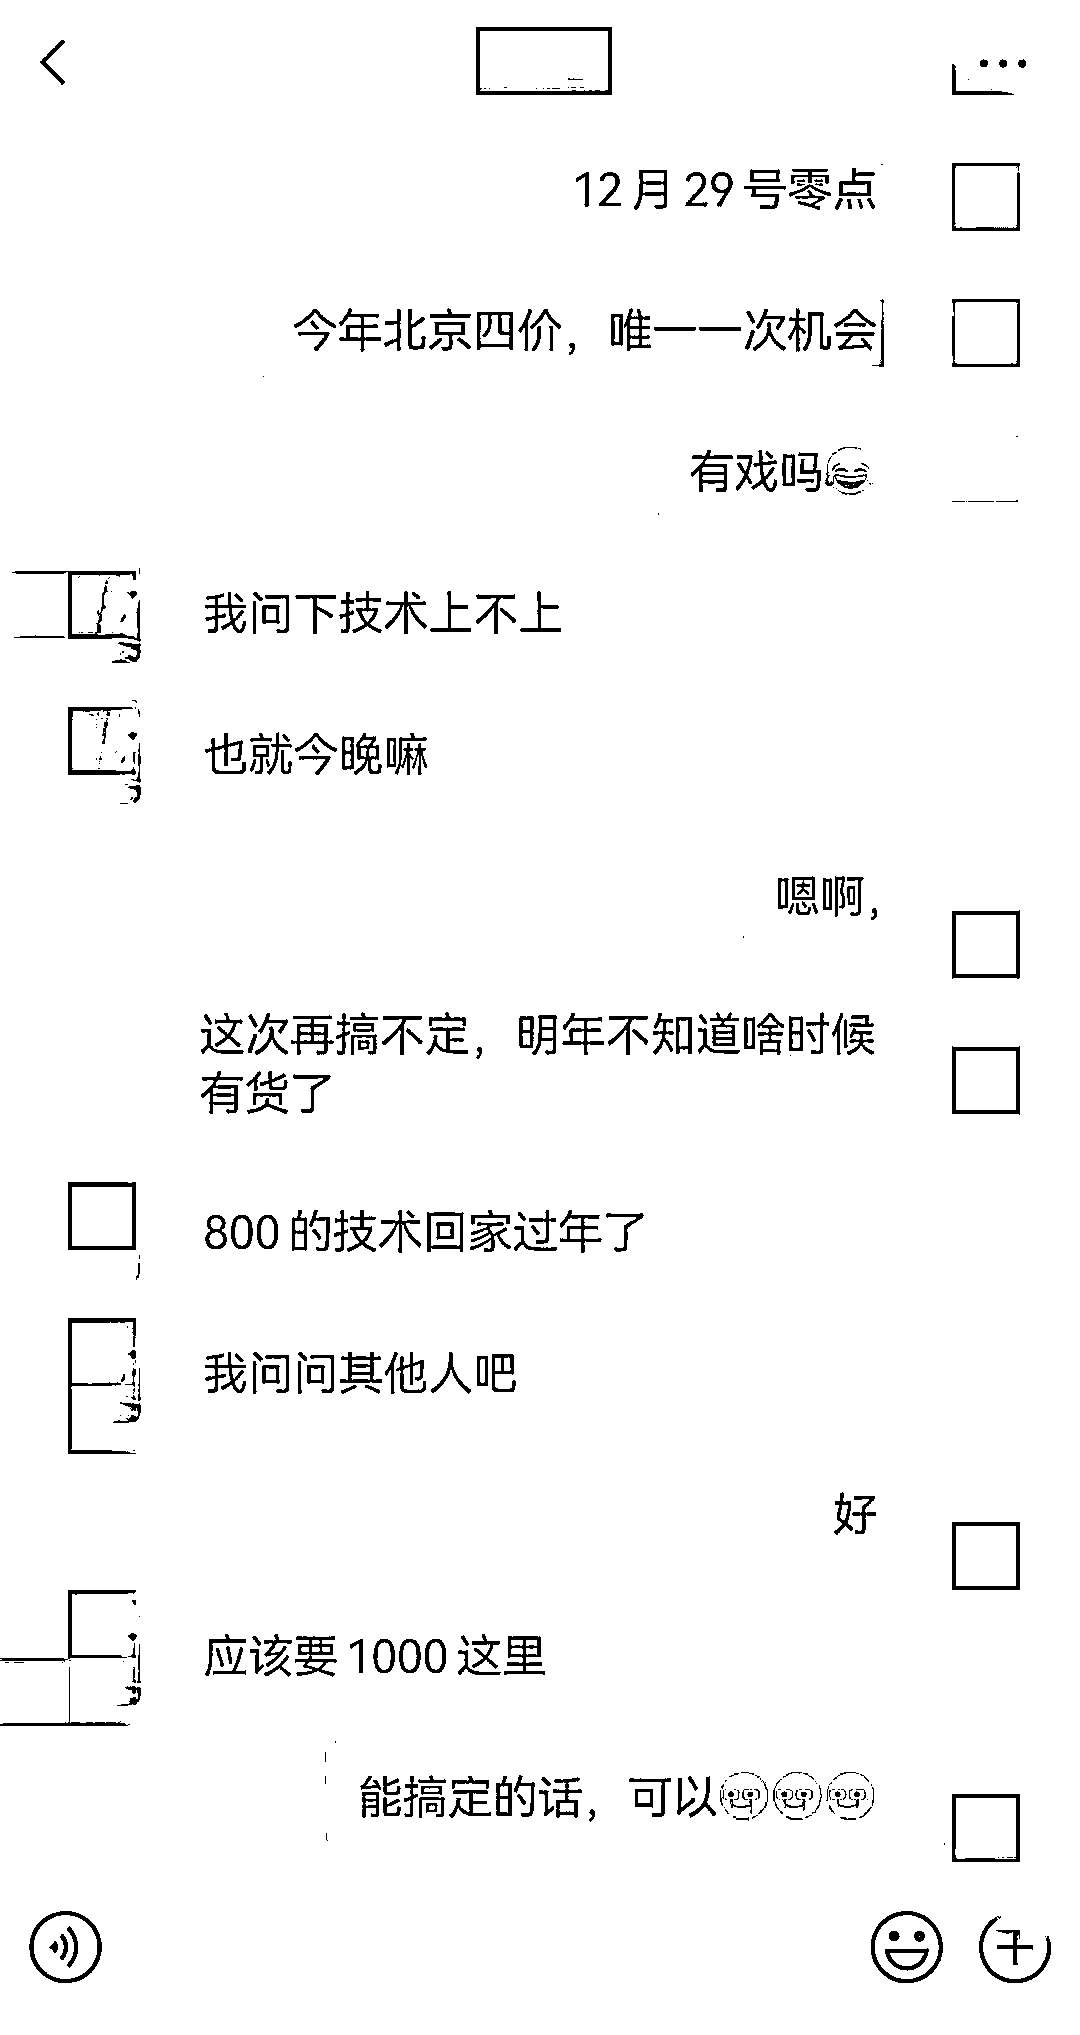 12月29号零点
今年北京四价，唯一一次机会
有戏吗😂
我问下技术上不上
也就今晚嘛
嗯啊，
这次再搞不定，明年不知道啥时候
有货了
800的技术回家过年了
我问问其他人吧
好
应该要1000这里
能搞定的话，可以